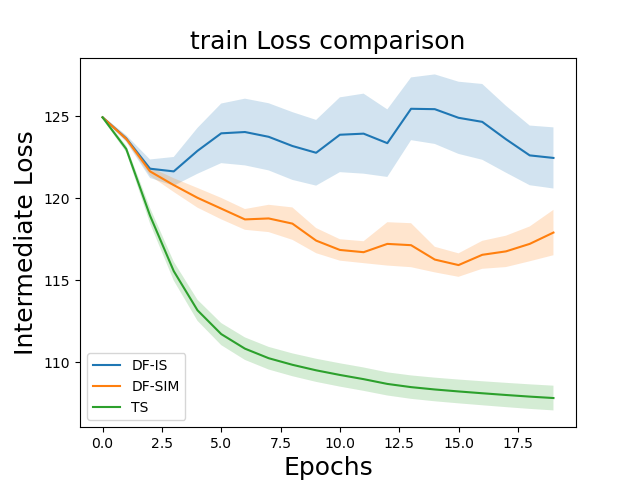 train Loss comparison
Intermediate Loss
125
120
115
110
DF-IS
DF-SIM
TS
0.0 2.5 5.0 7.5 10.0 12.5 15.0 17.5
Epochs